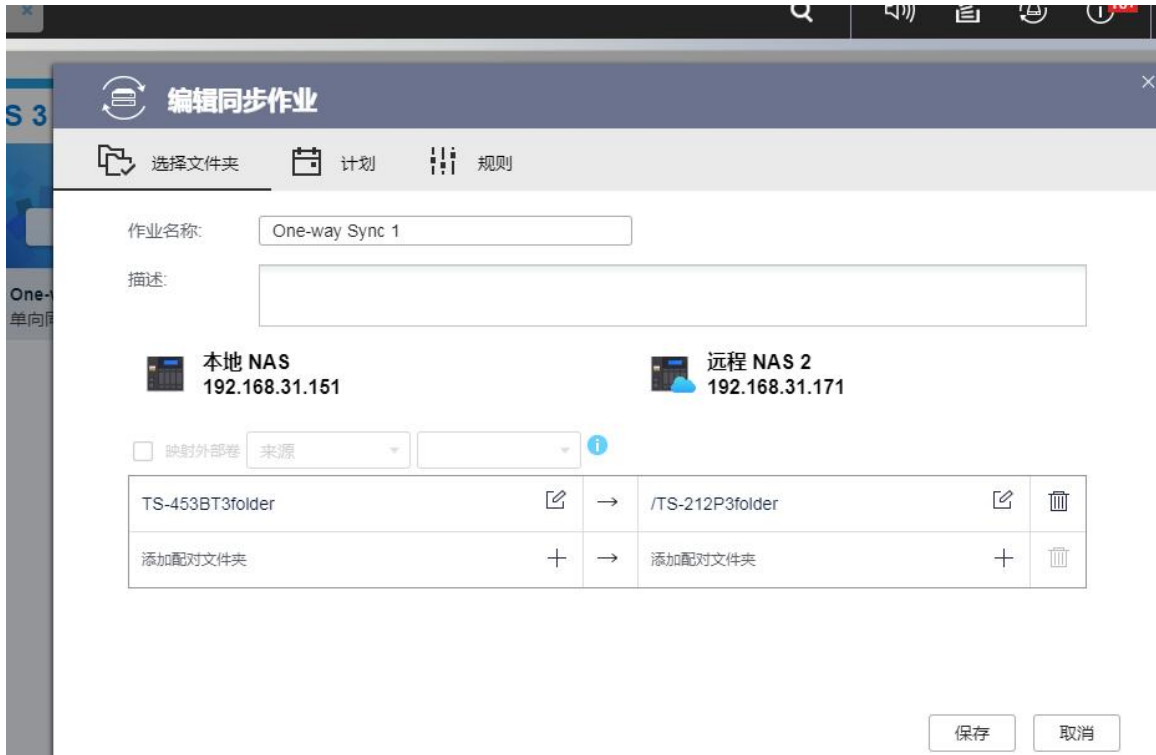 S 3
编辑同步作业
选择文件夹 计划 规则
作业名称: One-way Sync 1
描述:
One-
单向
本地 NAS
192.168.31.151
远程 NAS 2
192.168.31.171
映射外部卷 来源
TS-453BT3folder → /TS-212P3folder
添加配对文件夹 → 添加配对文件夹
保存 取消